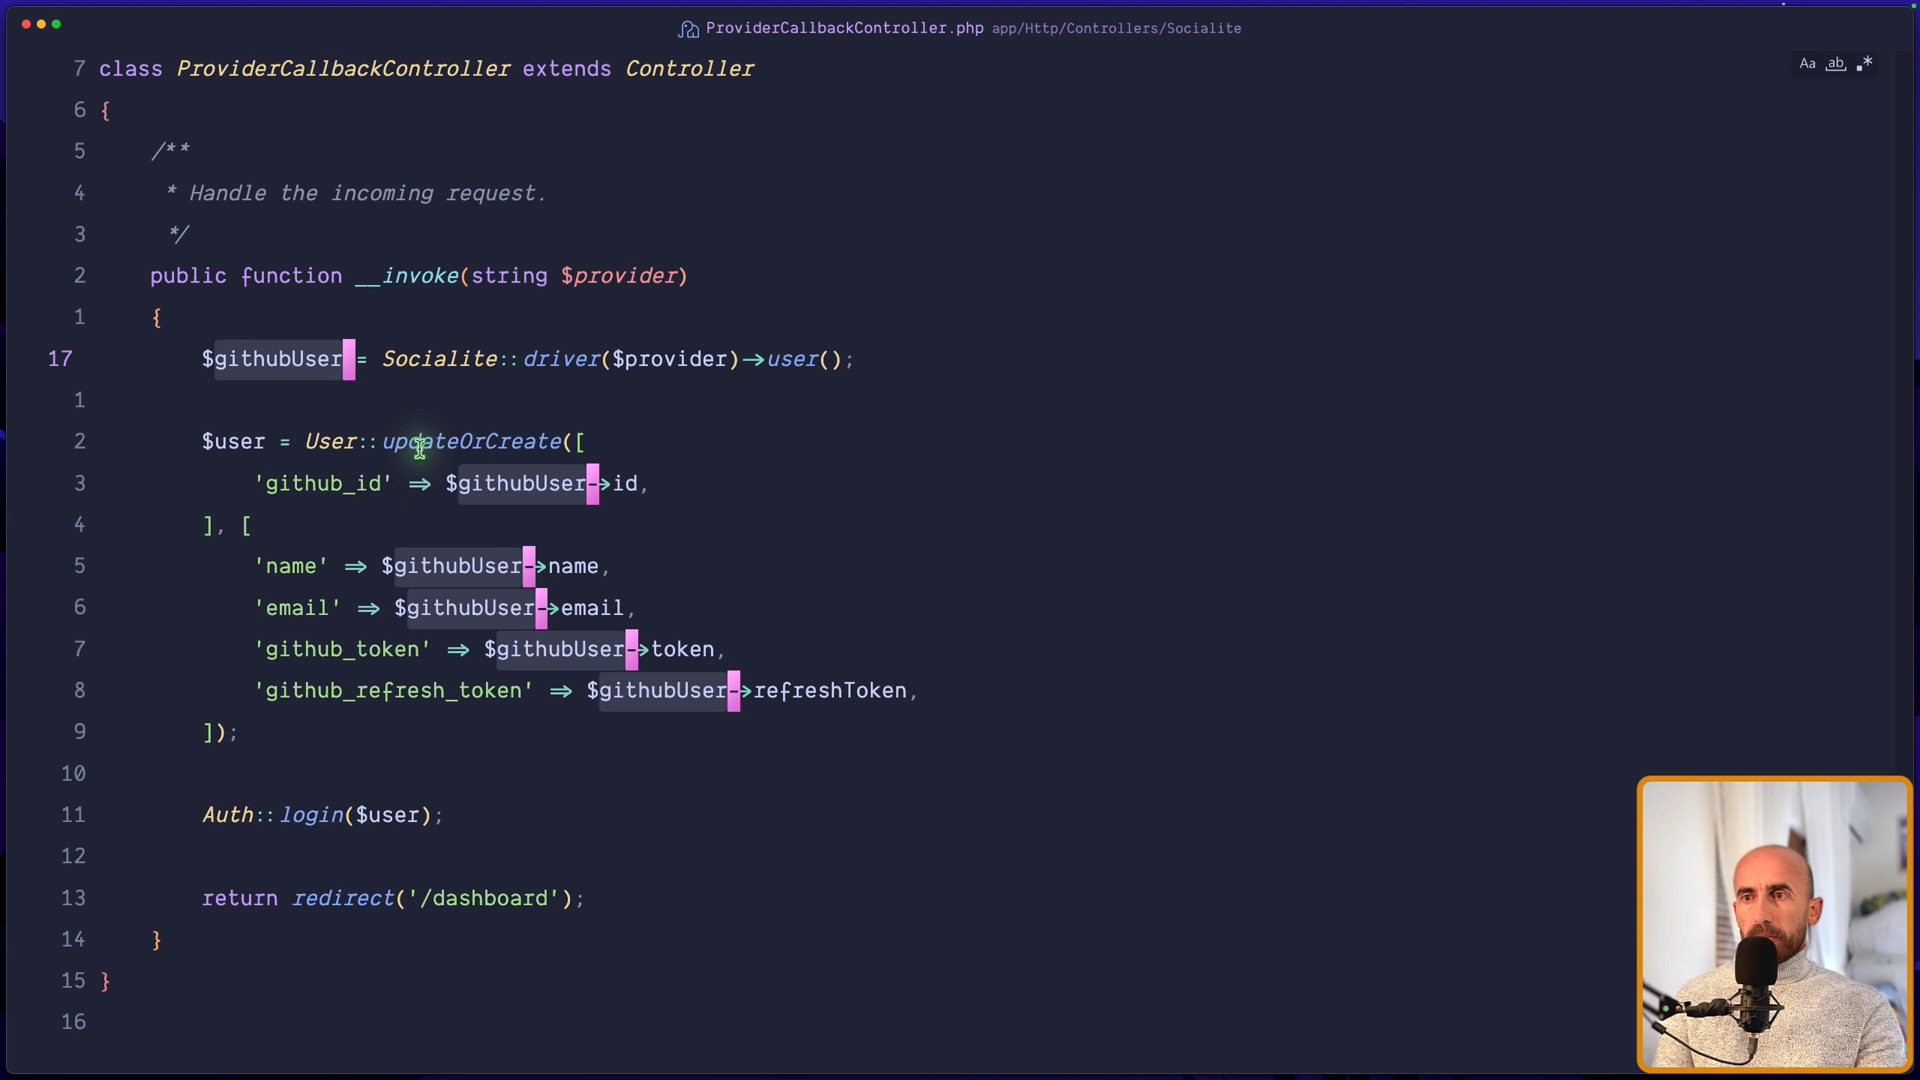 ProviderCallbackController.php app/Http/Controllers/Socialite
Aa ab .*
7 class ProviderCallbackController extends Controller
6 {
5 /**
4 * Handle the incoming request.
3 */
2 public function __invoke(string $provider)
1 {
17 $githubUser = Socialite::driver($provider)->user();
1
2 $user = User::updateOrCreate([
3 'github_id' => $githubUser->id,
4 ], [
5 'name' => $githubUser->name,
6 'email' => $githubUser->email,
7 'github_token' => $githubUser->token,
8 'github_refresh_token' => $githubUser->refreshToken,
9 ]);
10
11 Auth::login($user);
12
13 return redirect('/dashboard');
14 }
15 }
16